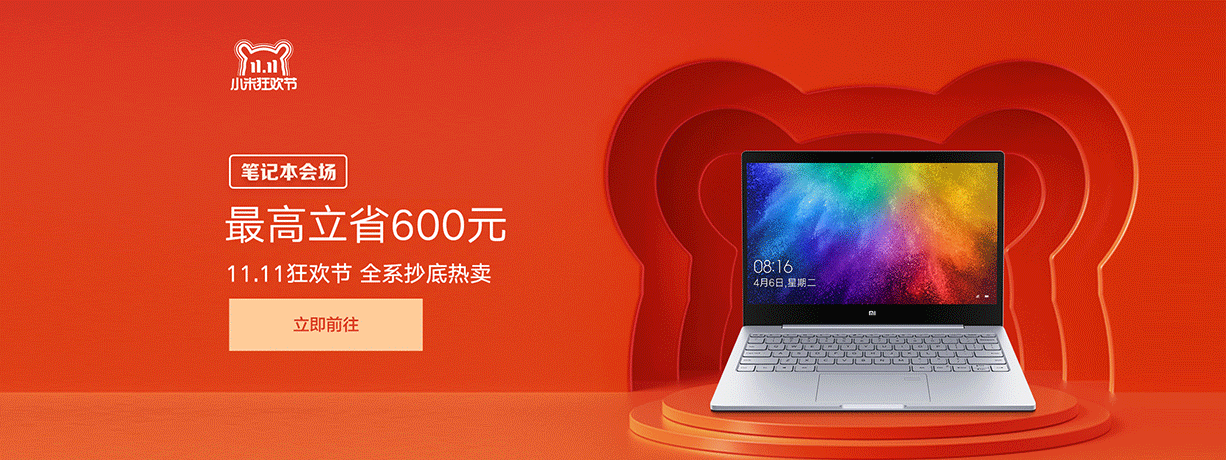 11.11
小米狂欢节
笔记本会场
最高立省600元
11.11狂欢节 全系抄底热卖
立即前往
08:16
4月6日,星期二
mi